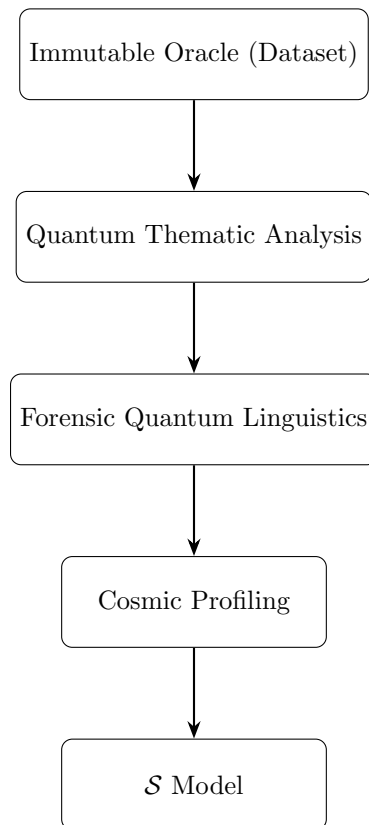 Immutable Oracle (Dataset)
Quantum Thematic Analysis
Forensic Quantum Linguistics
Cosmic Profiling
𝒮 Model